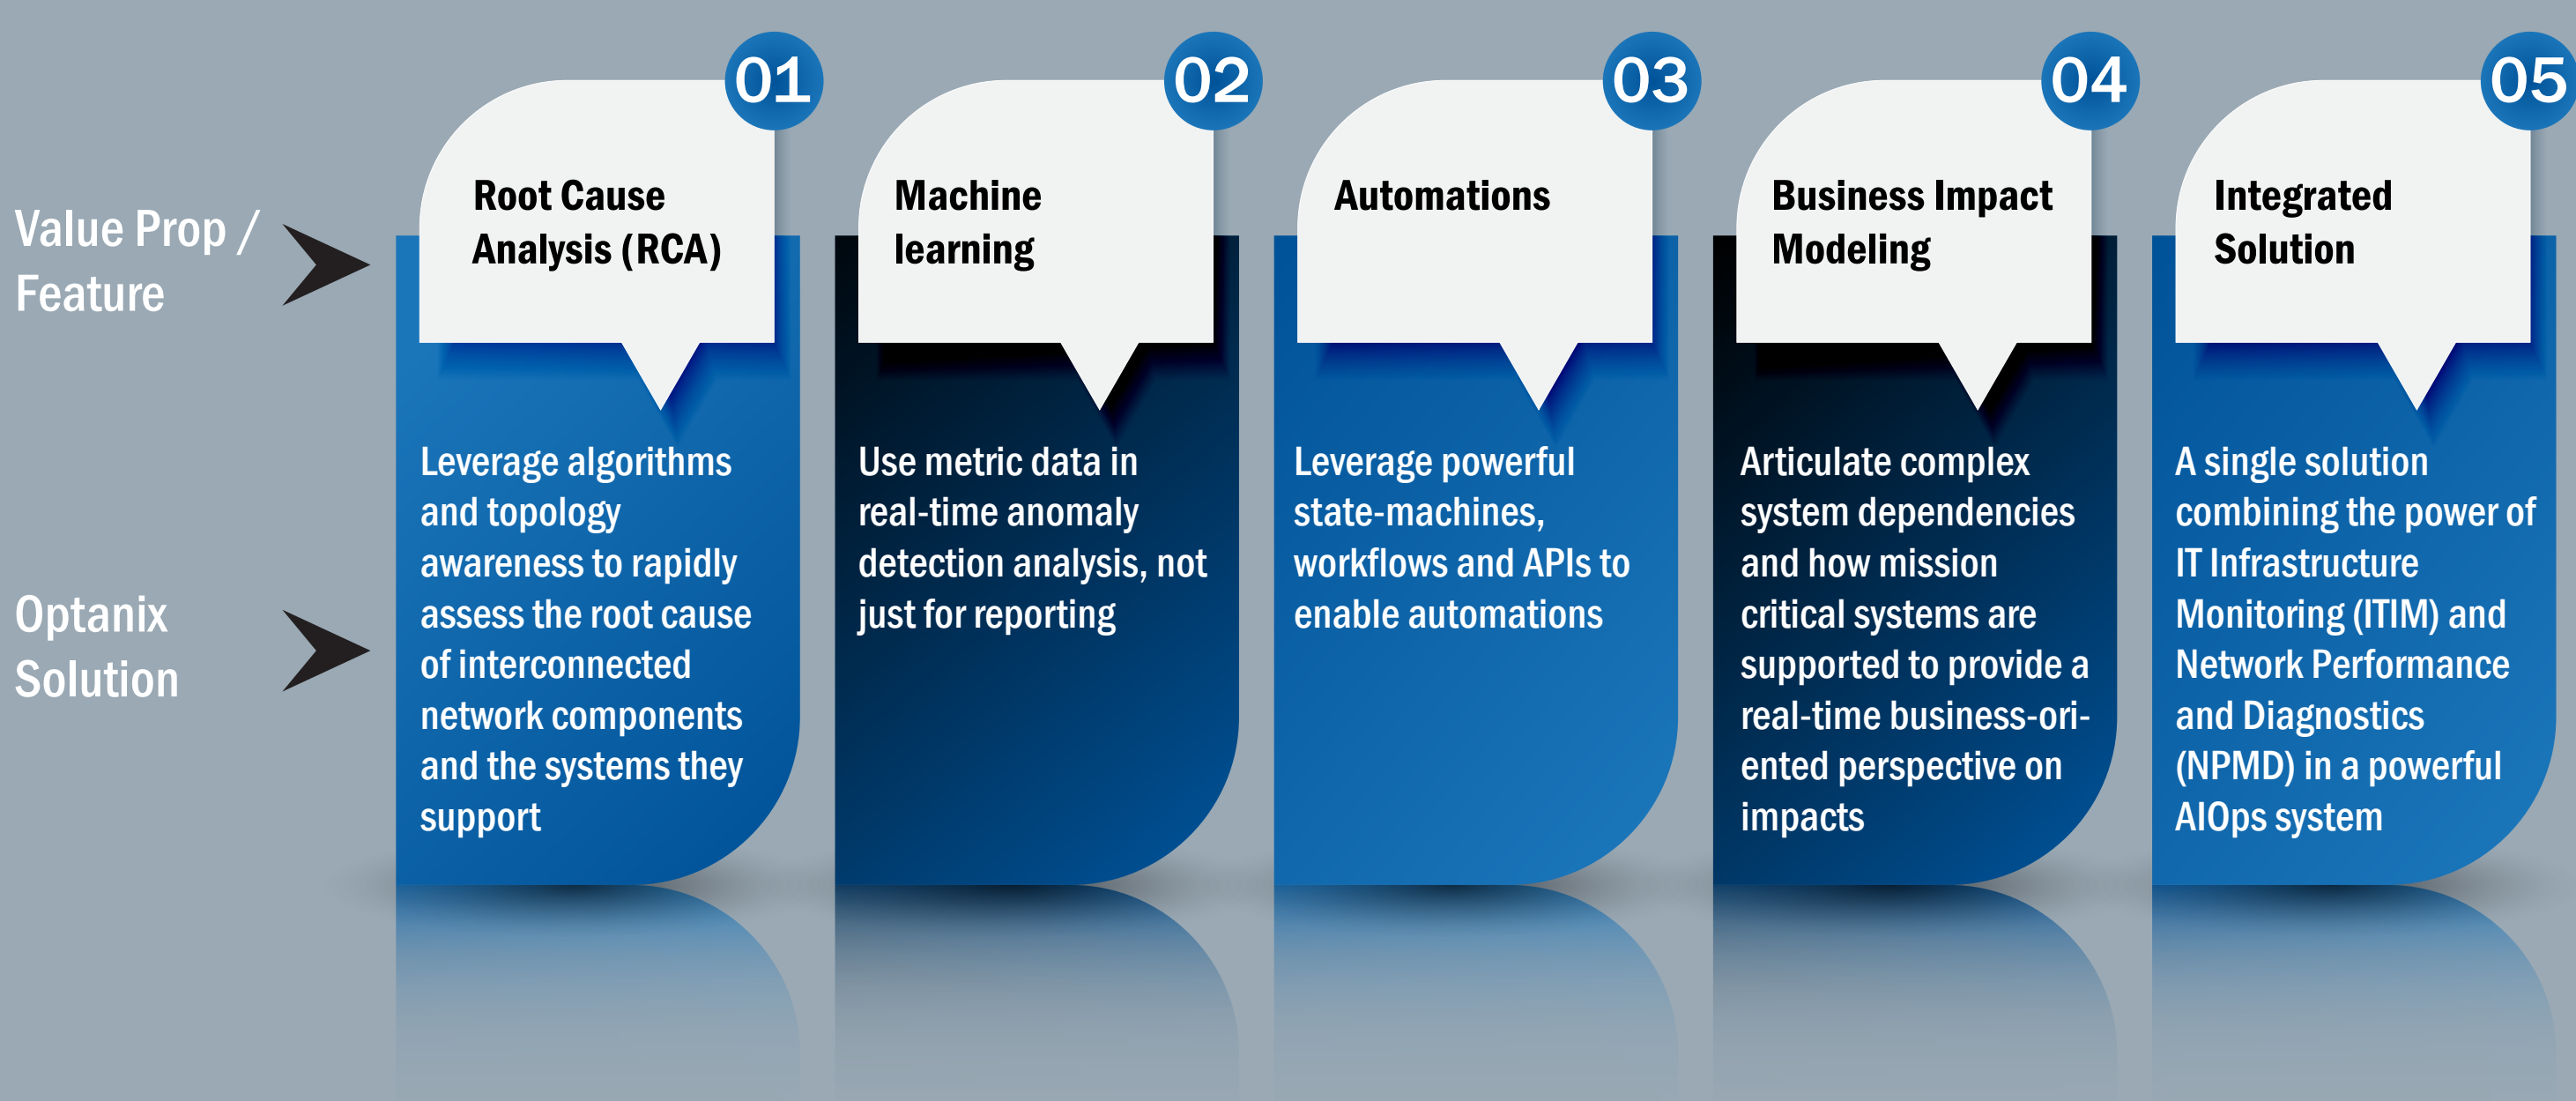 Value Prop /
Feature
Optanix
Solution
01
Root Cause
Analysis (RCA)
Leverage algorithms
and topology
awareness to rapidly
assess the root cause
of interconnected
network components
and the systems they
support
02
Machine
learning
Use metric data in
real-time anomaly
detection analysis, not
just for reporting
03
Automations
Leverage powerful
state-machines,
workflows and APIs to
enable automations
04
Business Impact
Modeling
Articulate complex
system dependencies
and how mission
critical systems are
supported to provide a
real-time business-ori-
ented perspective on
impacts
05
Integrated
Solution
A single solution
combining the power of
IT Infrastructure
Monitoring (ITIM) and
Network Performance
and Diagnostics
(NPMD) in a powerful
AIOps system